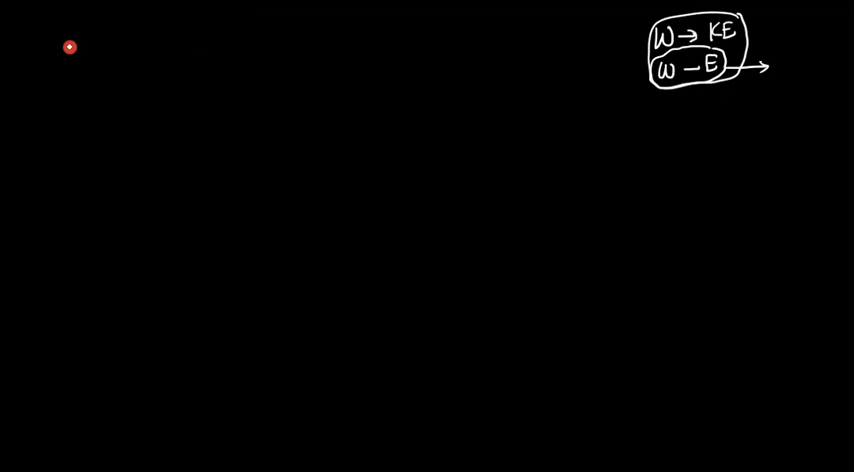 W → KE
W – E →